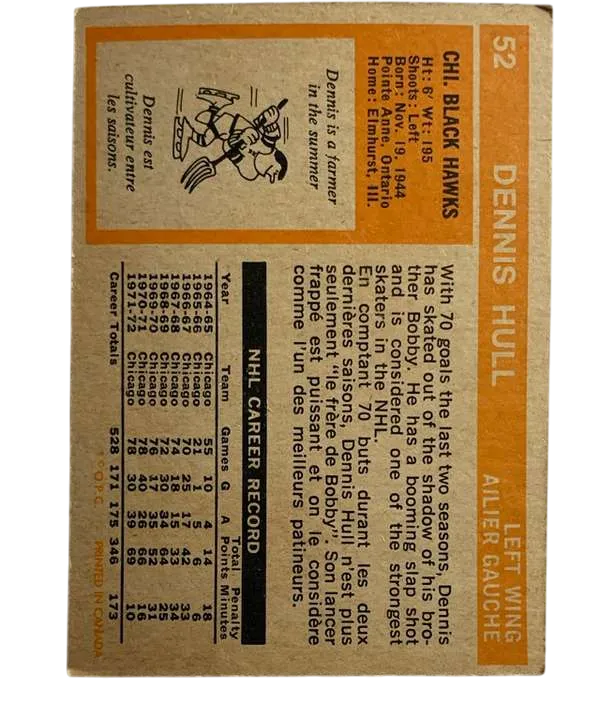 52 DENNIS HULL LEFT WING
AILIER GAUCHE
CHI. BLACK HAWKS
Ht: 6' Wt: 195
Shoots: Left
Born: Nov. 19, 1944
Pointe Anne, Ontario
Home: Elmhurst, Ill.
Dennis is a farmer
in the summer
Dennis est
cultivateur entre
les saisons.
With 70 goals the last two seasons, Dennis
has skated out of the shadow of his bro-
ther Bobby. He has a booming slap shot
and is considered one of the strongest
skaters in the NHL.
En comptant 70 buts durant les deux
dernières saisons, Dennis Hull n'est plus
seulement "le frère de Bobby". Son lancer
frappé est puissant et on le considère
comme l'un des meilleurs patineurs.
NHL CAREER RECORD
Total Penalty
Year Team Games G A Points Minutes
1964-65 Chicago 55 10 4 14 18
1965-66 Chicago 25 1 5 6 6
1966-67 Chicago 70 25 17 42 33
1967-68 Chicago 74 18 15 33 34
1968-69 Chicago 72 30 34 64 25
1969-70 Chicago 76 17 35 52 31
1970-71 Chicago 78 40 26 66 16
1971-72 Chicago 78 30 39 69 10
Career Totals 528 171 175 346 173
© O.P.C. PRINTED IN CANADA